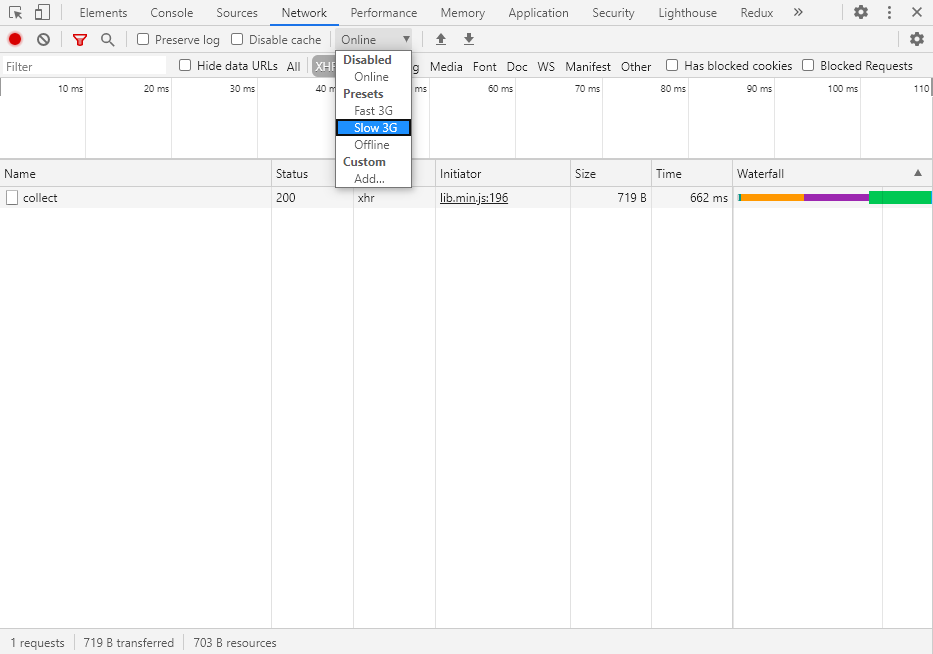 Elements Console Sources Network Performance Memory Application Security Lighthouse Redux »
Preserve log Disable cache Online
Filter Hide data URLs All XHR g Media Font Doc WS Manifest Other Has blocked cookies Blocked Requests
Disabled
Online
Presets
Fast 3G
Slow 3G
Offline
Custom
Add...
10 ms 20 ms 30 ms 40 m ms 60 ms 70 ms 80 ms 90 ms 100 ms 110
Name Status Initiator Size Time Waterfall
collect 200 xhr lib.min.js:196 719 B 662 ms
1 requests 719 B transferred 703 B resources